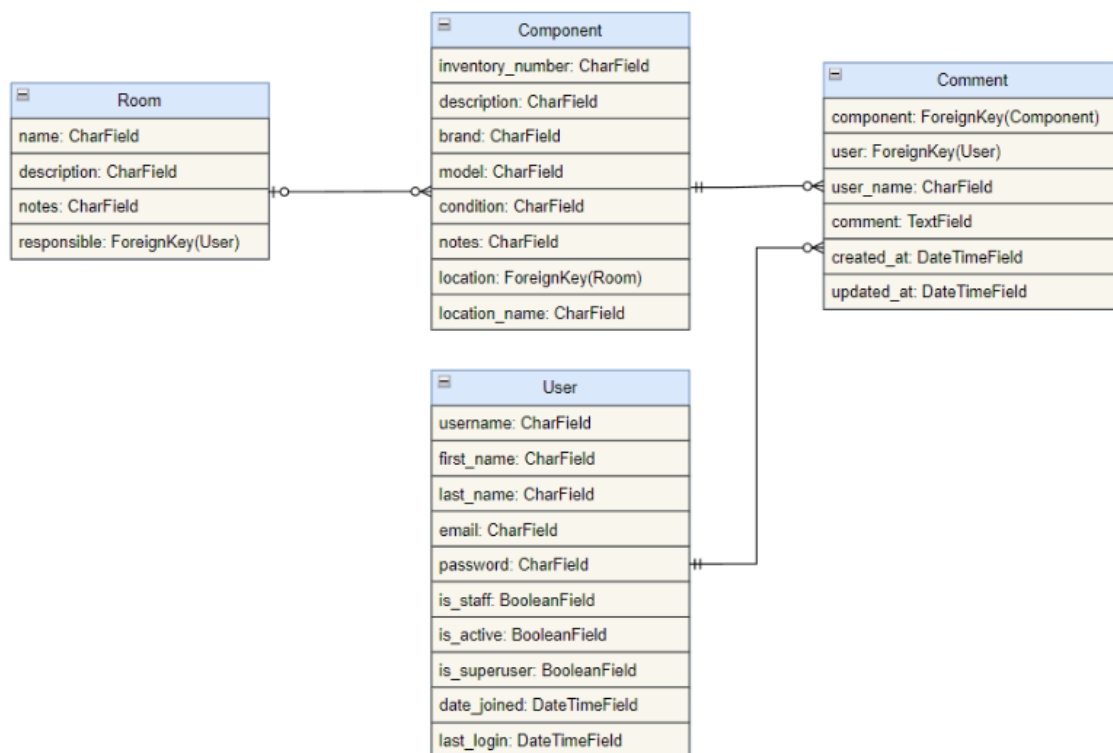 Room
name: CharField
description: CharField
notes: CharField
responsible: ForeignKey(User)
Component
inventory_number: CharField
description: CharField
brand: CharField
model: CharField
condition: CharField
notes: CharField
location: ForeignKey(Room)
location_name: CharField
Comment
component: ForeignKey(Component)
user: ForeignKey(User)
user_name: CharField
comment: TextField
created_at: DateTimeField
updated_at: DateTimeField
User
username: CharField
first_name: CharField
last_name: CharField
email: CharField
password: CharField
is_staff: BooleanField
is_active: BooleanField
is_superuser: BooleanField
date_joined: DateTimeField
last_login: DateTimeField